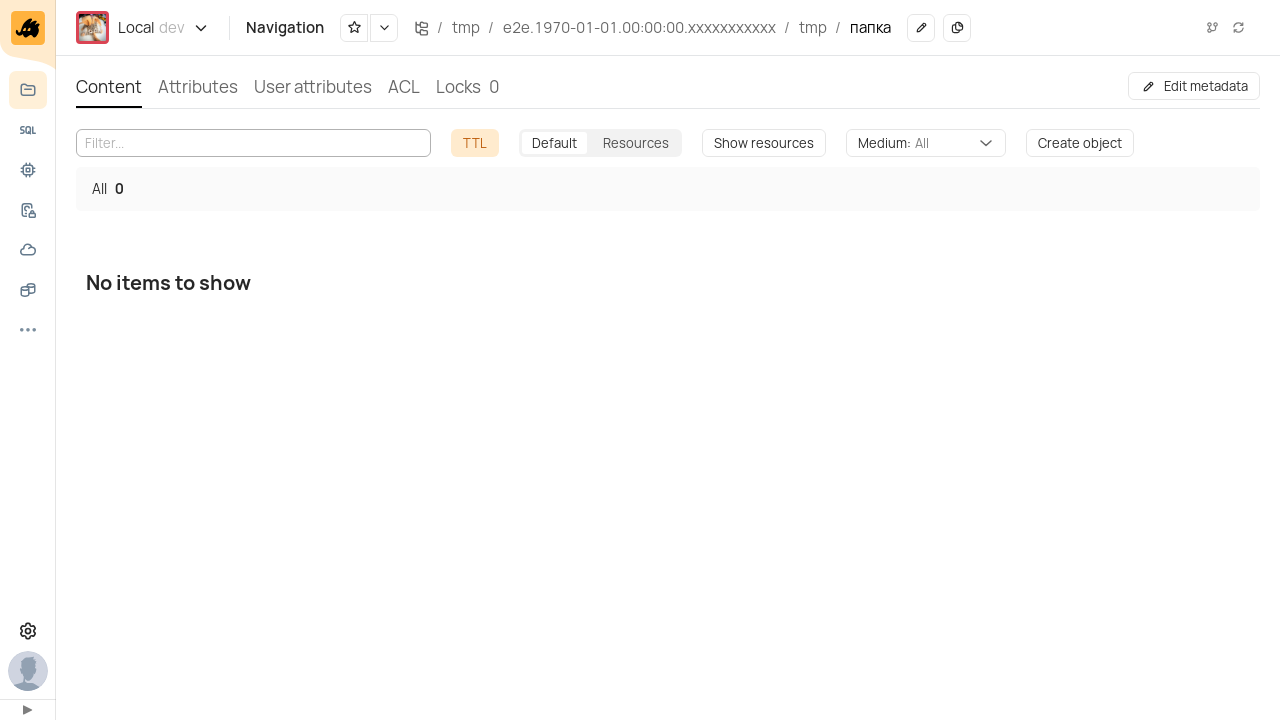 Local dev Navigation / tmp / e2e.1970-01-01.00:00:00.xxxxxxxxxxx / tmp / папка
Content Attributes User attributes ACL Locks 0 Edit metadata
SQL
Filter... TTL Default Resources Show resources Medium: All Create object
All 0
No items to show